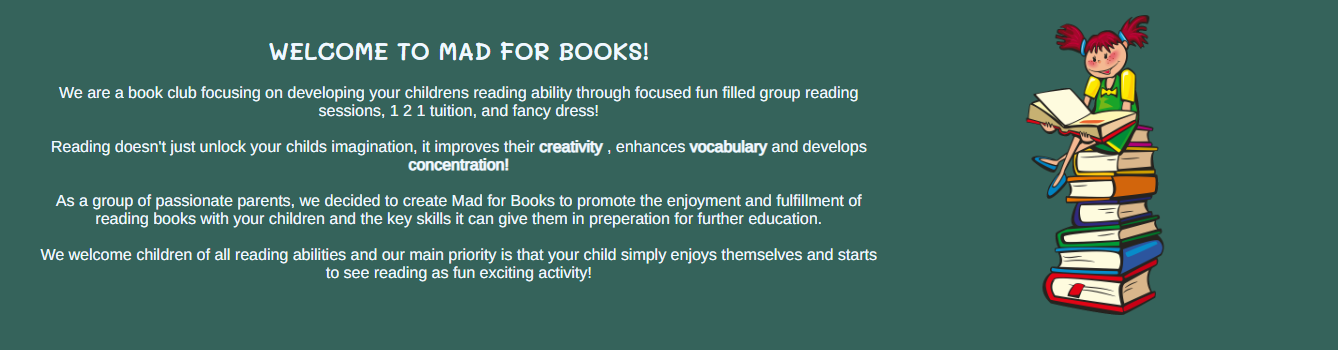 WELCOME TO MAD FOR BOOKS!
We are a book club focusing on developing your childrens reading ability through focused fun filled group reading
sessions, 1 2 1 tuition, and fancy dress!
Reading doesn't just unlock your childs imagination, it improves their creativity , enhances vocabulary and develops
concentration!
As a group of passionate parents, we decided to create Mad for Books to promote the enjoyment and fulfillment of
reading books with your children and the key skills it can give them in preperation for further education.
We welcome children of all reading abilities and our main priority is that your child simply enjoys themselves and starts
to see reading as fun exciting activity!